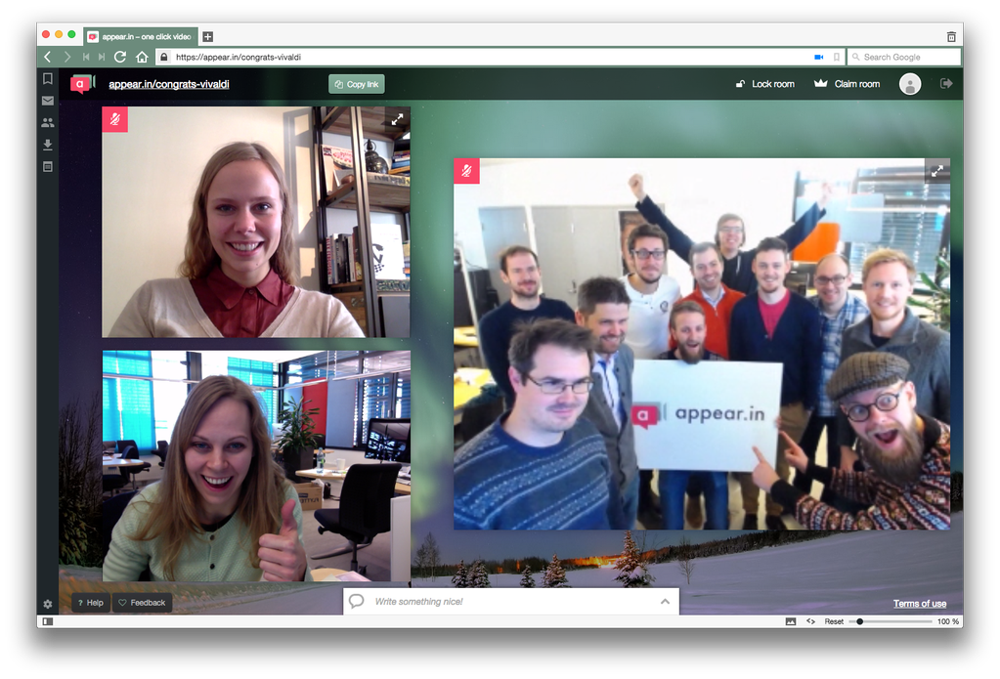 appear.in – one click video
https://appear.in/congrats-vivaldi
Search Google
a
appear.in/congrats-vivaldi
Copy link
Lock room
Claim room
a appear.in
? Help
Feedback
Write something nice!
Terms of use
Reset
100 %